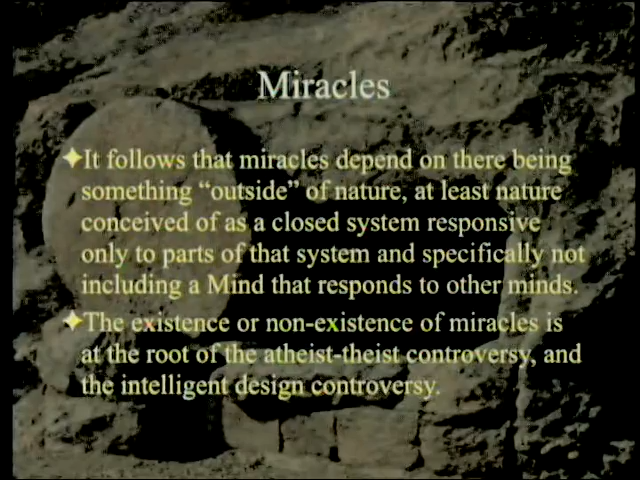 Miracles
✦It follows that miracles depend on there being
something “outside” of nature, at least nature
conceived of as a closed system responsive
only to parts of that system and specifically not
including a Mind that responds to other minds.
✦The existence or non-existence of miracles is
at the root of the atheist-theist controversy, and
the intelligent design controversy.